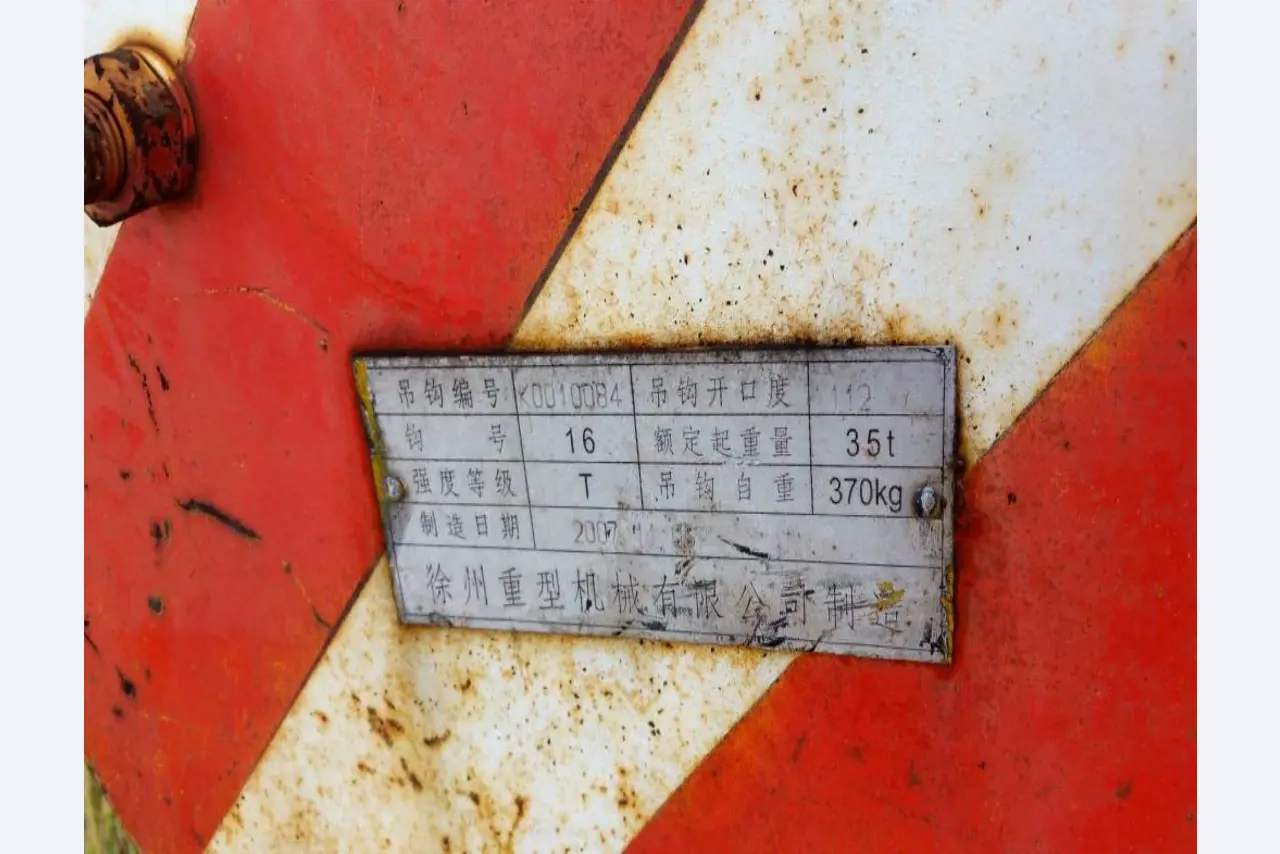 吊钩编号 K0010084 吊钩开口度 112
钩号 16 额定起重量 35t
强度等级 T 吊钩自重 370kg
制造日期 2007
徐州重型机械有限公司制造